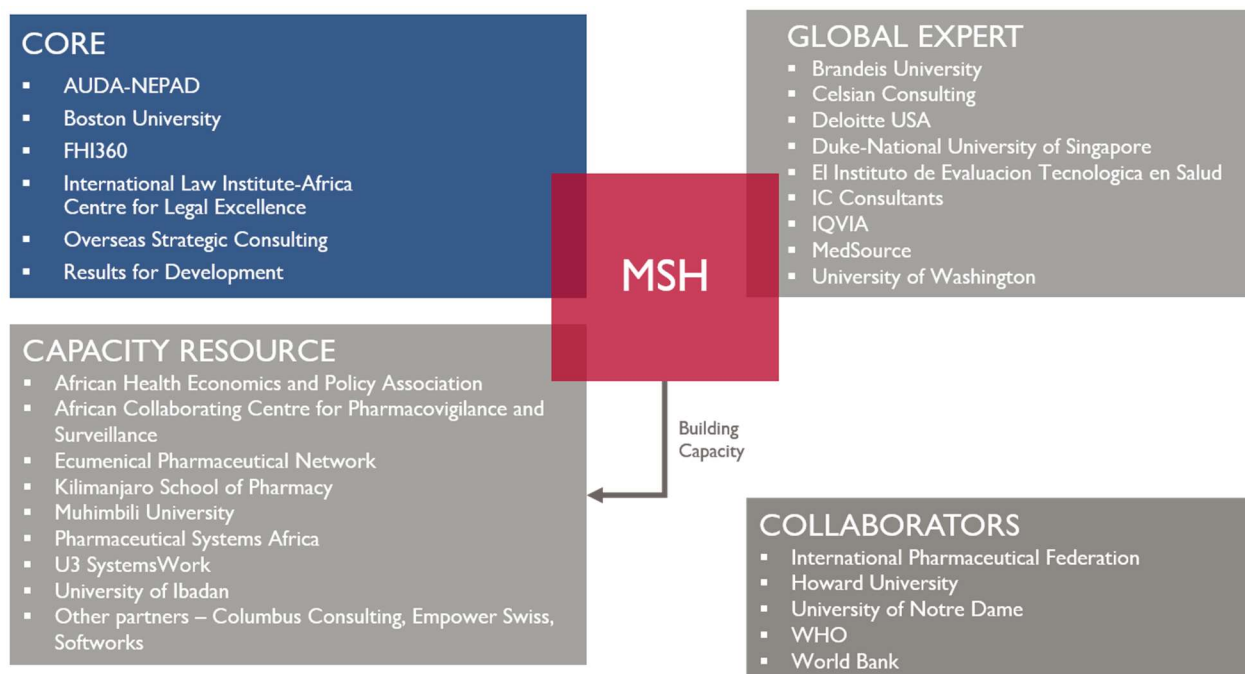 CORE
▪ AUDA-NEPAD
▪ Boston University
▪ FHI360
▪ International Law Institute-Africa
Centre for Legal Excellence
▪ Overseas Strategic Consulting
▪ Results for Development
GLOBAL EXPERT
▪ Brandeis University
▪ Celsian Consulting
▪ Deloitte USA
▪ Duke-National University of Singapore
▪ El Instituto de Evaluacion Tecnologica en Salud
▪ IC Consultants
▪ IQVIA
▪ MedSource
▪ University of Washington
MSH
CAPACITY RESOURCE
▪ African Health Economics and Policy Association
▪ African Collaborating Centre for Pharmacovigilance and
Surveillance
▪ Ecumenical Pharmaceutical Network
▪ Kilimanjaro School of Pharmacy
▪ Muhimbili University
▪ Pharmaceutical Systems Africa
▪ U3 SystemsWork
▪ University of Ibadan
▪ Other partners – Columbus Consulting, Empower Swiss,
Softworks
Building
Capacity
COLLABORATORS
▪ International Pharmaceutical Federation
▪ Howard University
▪ University of Notre Dame
▪ WHO
▪ World Bank